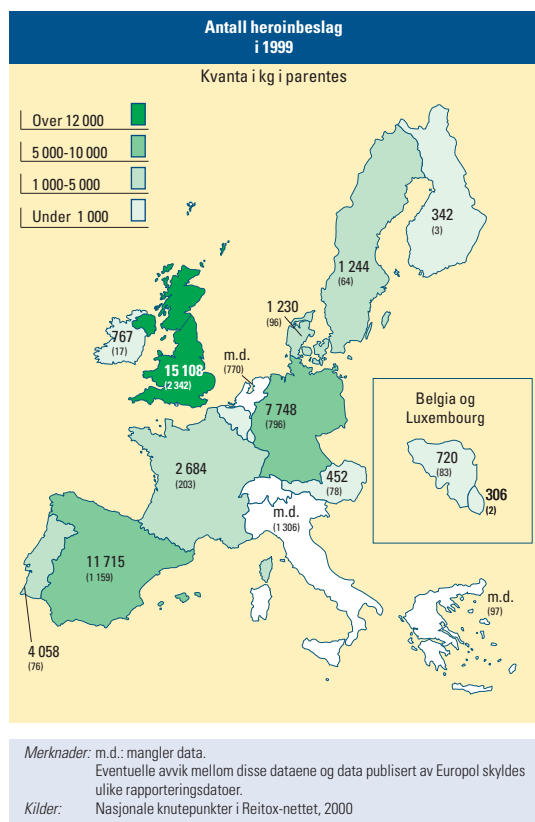 Antall heroinbeslag
i 1999
Kvanta i kg i parentes
Over 12 000
5 000-10 000
1 000-5 000
Under 1 000
342
(3)
1 244
(64)
1 230
(96)
767
(17)
15 108
(2 342)
m.d.
(770)
7 748
(796)
Belgia og
Luxembourg
720
(83)
306
(2)
2 684
(203)
452
(78)
m.d.
(1 306)
11 715
(1 159)
m.d.
(97)
4 058
(76)
Merknader: m.d.: mangler data.
Eventuelle avvik mellom disse dataene og data publisert av Europol skyldes
ulike rapporteringsdatoer.
Kilder: Nasjonale knutepunkter i Reitox-nettet, 2000